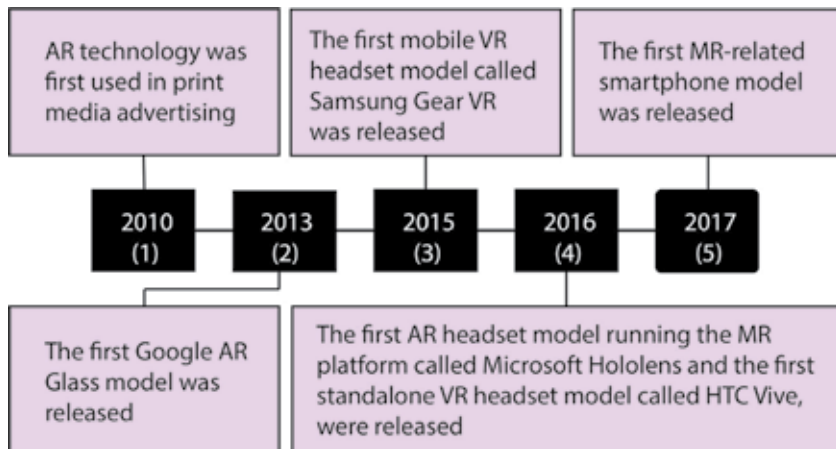 AR technology was
first used in print
media advertising
The first mobile VR
headset model called
Samsung Gear VR
was released
The first MR-related
smartphone model
was released
2010
(1)
2013
(2)
2015
(3)
2016
(4)
2017
(5)
The first Google AR
Glass model was
released
The first AR headset model running the MR
platform called Microsoft Hololens and the first
standalone VR headset model called HTC Vive,
were released